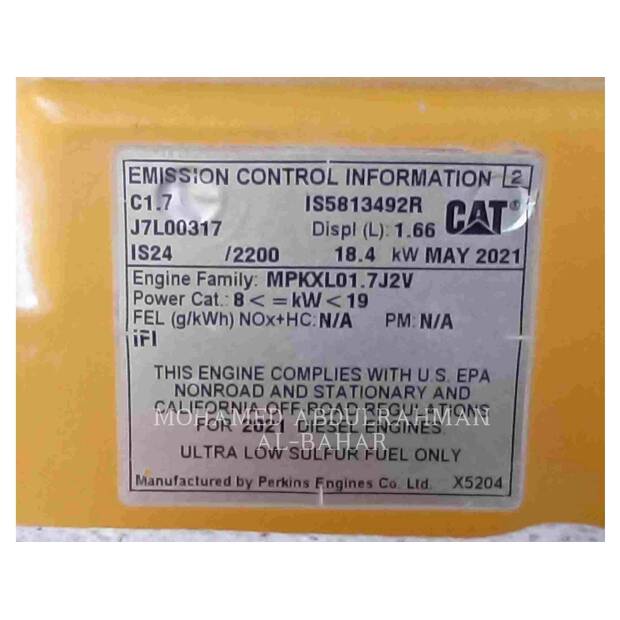 EMISSION CONTROL INFORMATION 2
C1.7 IS5813492R CAT®
J7L00317 Displ (L): 1.66
IS24 /2200 18.4 kW MAY 2021
Engine Family: MPKXL01.7J2V
Power Cat.: 8 < = kW < 19
FEL (g/kWh) NOx+HC: N/A PM: N/A
iFI
THIS ENGINE COMPLIES WITH U.S. EPA
NONROAD AND STATIONARY AND
CALIFORNIA OFF ROAD REGULATIONS
MOHAMED ABDULRAHMAN
FOR 2021 DIESEL ENGINES.
AL-BAHAR
ULTRA LOW SULFUR FUEL ONLY
Manufactured by Perkins Engines Co. Ltd. X5204